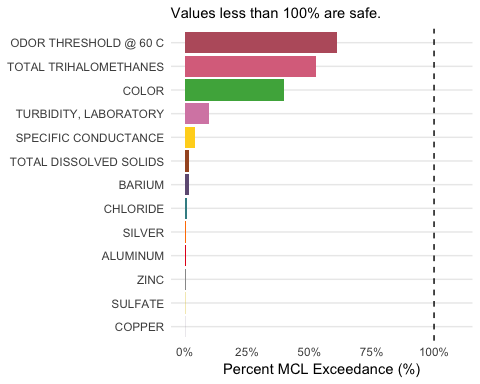 Values less than 100% are safe.
ODOR THRESHOLD @ 60 C
TOTAL TRIHALOMETHANES
COLOR
TURBIDITY, LABORATORY
SPECIFIC CONDUCTANCE
TOTAL DISSOLVED SOLIDS
BARIUM
CHLORIDE
SILVER
ALUMINUM
ZINC
SULFATE
COPPER
0% 25% 50% 75% 100%
Percent MCL Exceedance (%)